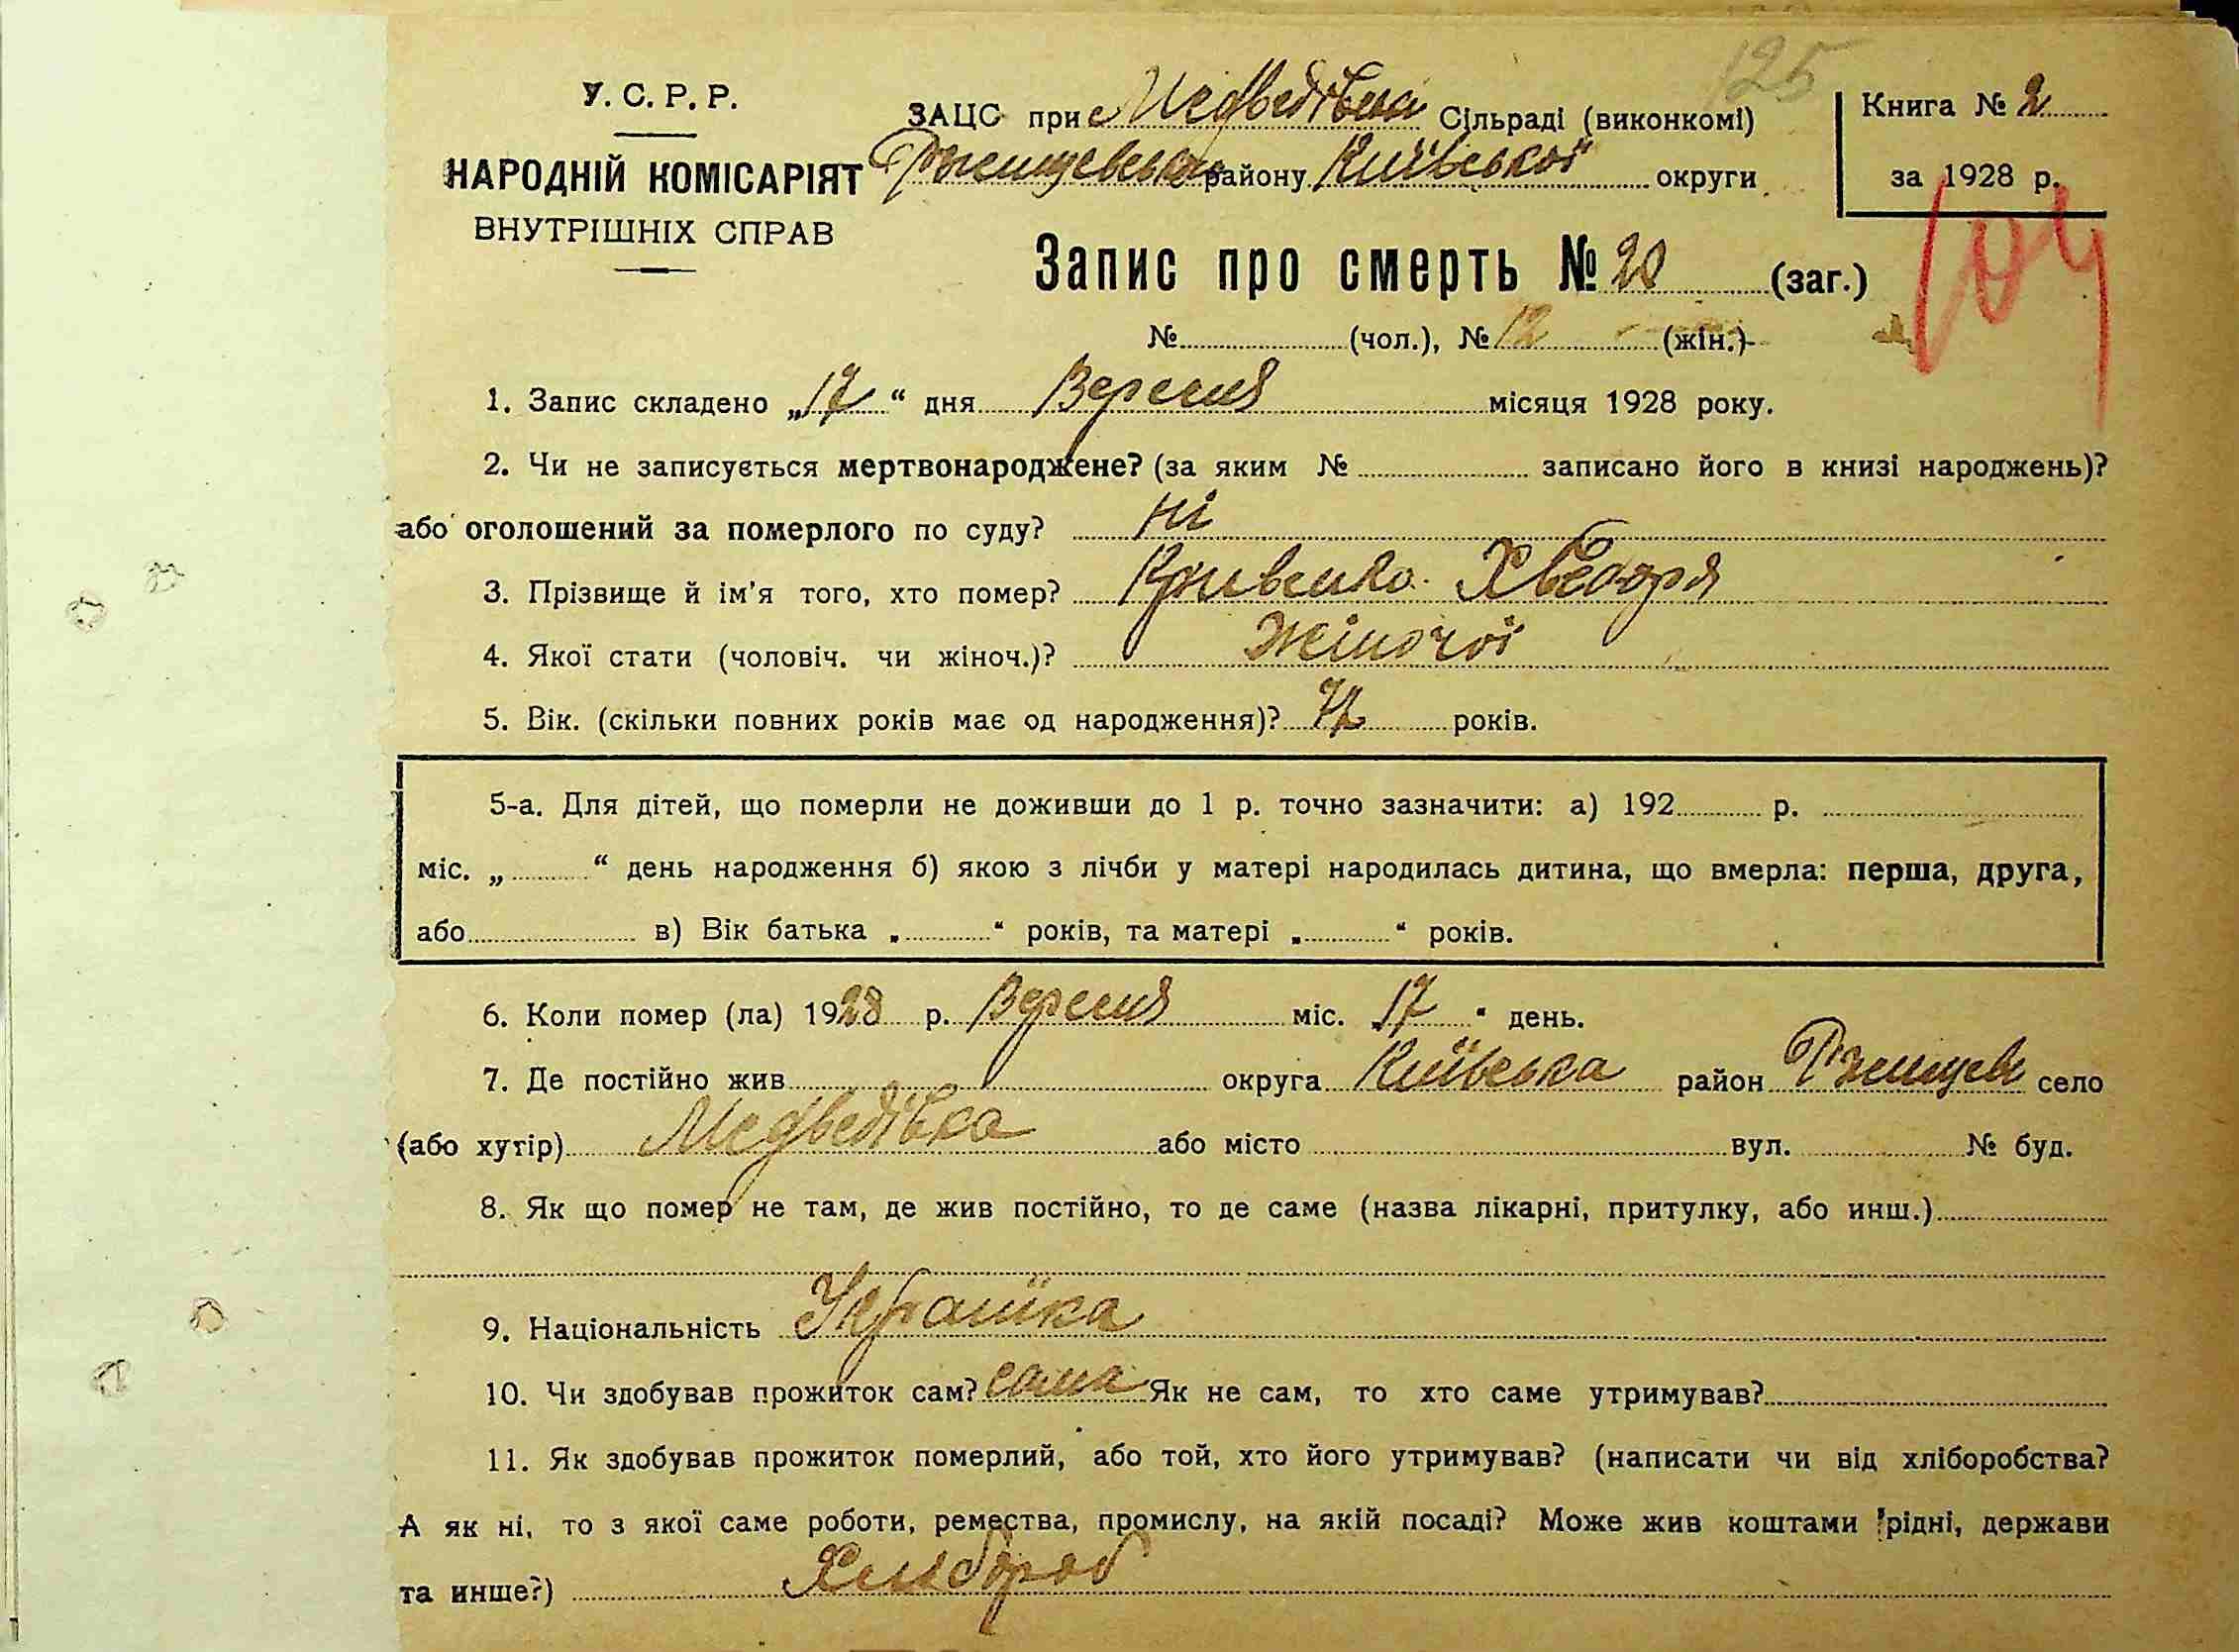 125
У. С. Р. Р.
НАРОДНІЙ КОМІСАРІЯТ
ВНУТРІШНІХ СПРАВ
ЗАЦС при Медведівка Сільраді (виконкомі)
району Київської округи
Книга № 2
за 1928 р.
104
Запис про смерть № 20 (заг.)
№ (чол.), № 12 (жін.)
1. Запис складено „17“ дня Вересня місяця 1928 року.
2. Чи не записується мертвонароджене? (за яким № записано його в книзі народжень)?
або оголошений за померлого по суду? ні
3. Прізвище й ім'я того, хто помер? Кривенко Хведоря
4. Якої стати (чоловіч. чи жіноч.)? Жіночої
5. Вік. (скільки повних років має од народження)? років.
5-а. Для дітей, що померли не доживши до 1 р. точно зазначити: а) 192 р.
міс. „ “ день народження б) якою з лічби у матері народилась дитина, що вмерла: перша, друга,
або в) Вік батька „ “ років, та матері „ “ років.
6. Коли помер (ла) 1928 р. Вересня міс. „17“ день.
7. Де постійно жив округа Київська район Ржищев село
(або хутір) Медведівка або місто вул. № буд.
8. Як що помер не там, де жив постійно, то де саме (назва лікарні, притулку, або инш.)
9. Національність Украіїка
10. Чи здобував прожиток сам? сама Як не сам, то хто саме утримував?
11. Як здобував прожиток померлий, або той, хто його утримував? (написати чи від хліборобства?
А як ні, то з якої саме роботи, ремества, промислу, на якій посаді? Може жив коштами рідні, держави
та инше?) Хлібороб